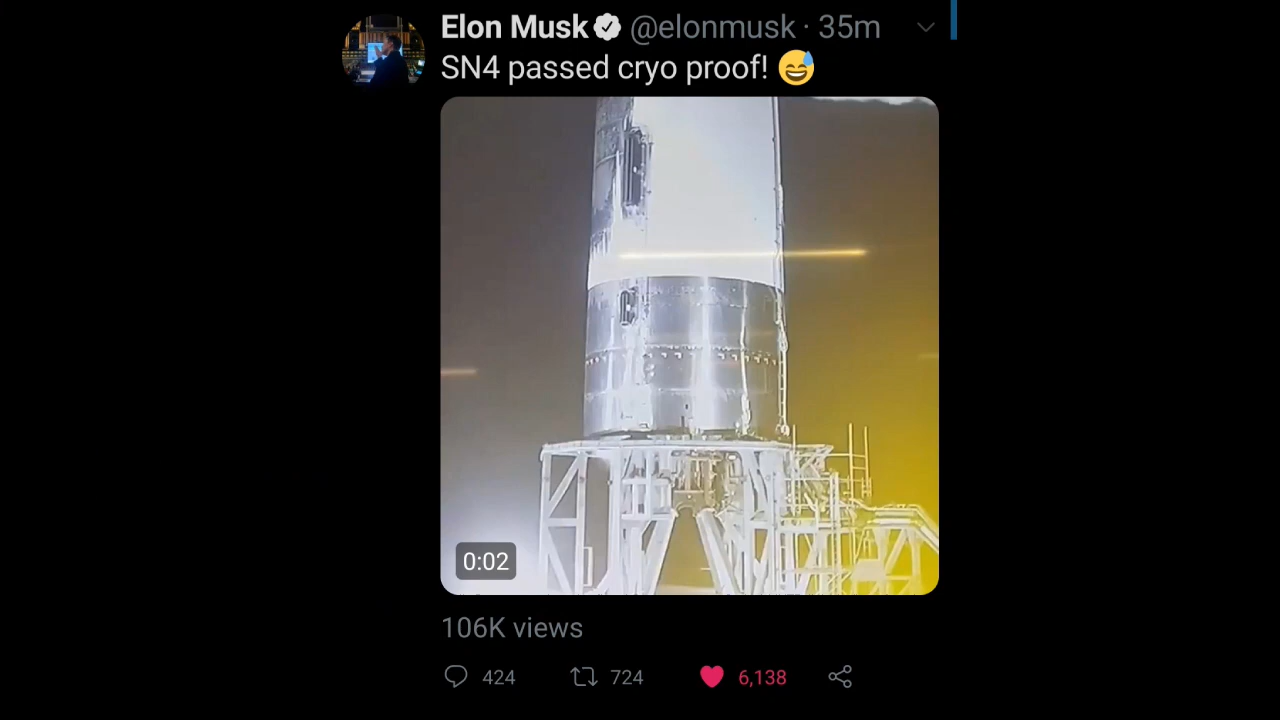 Elon Musk @elonmusk · 35m
SN4 passed cryo proof! 😅
0:02
106K views
424 724 6,138